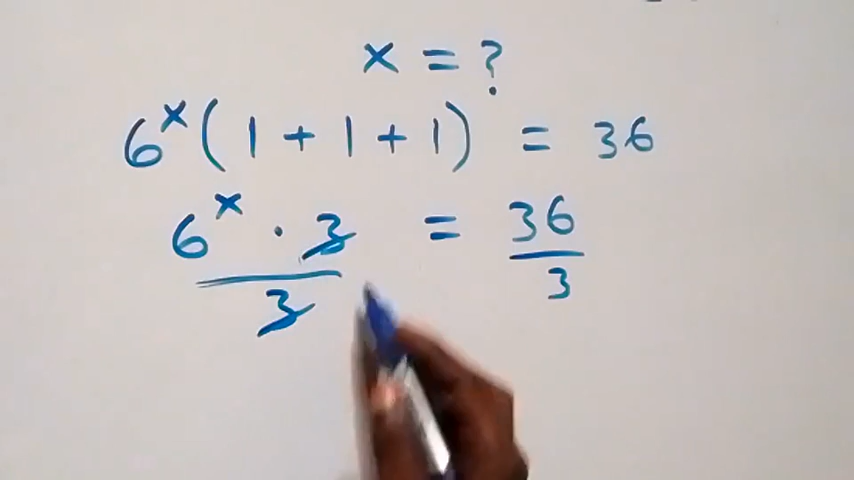 x = ?
6^x (1 + 1 + 1) = 36
6^x · 3 / 3 = 36 / 3